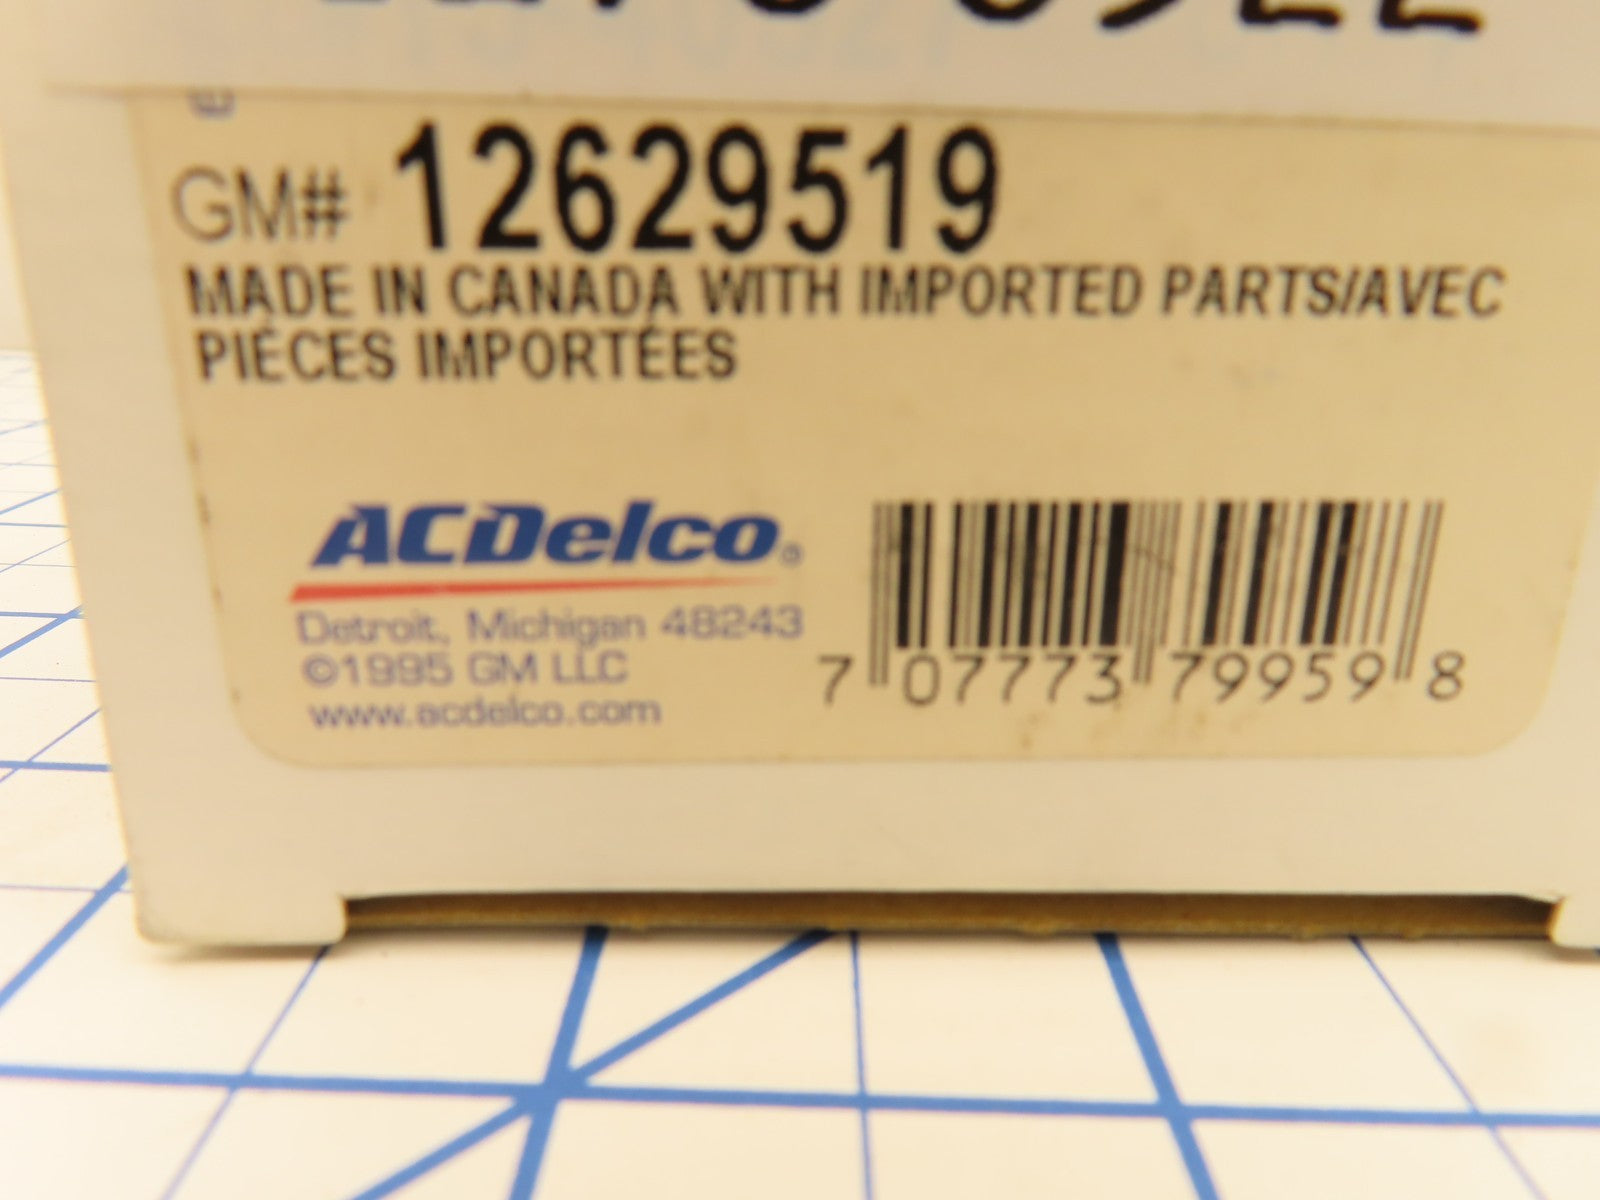 GM# 12629519
MADE IN CANADA WITH IMPORTED PARTS/AVEC
PIÈCES IMPORTÉES
ACDelco®
Detroit, Michigan 48243
©1995 GM LLC
www.acdelco.com
7 07773 79959 8